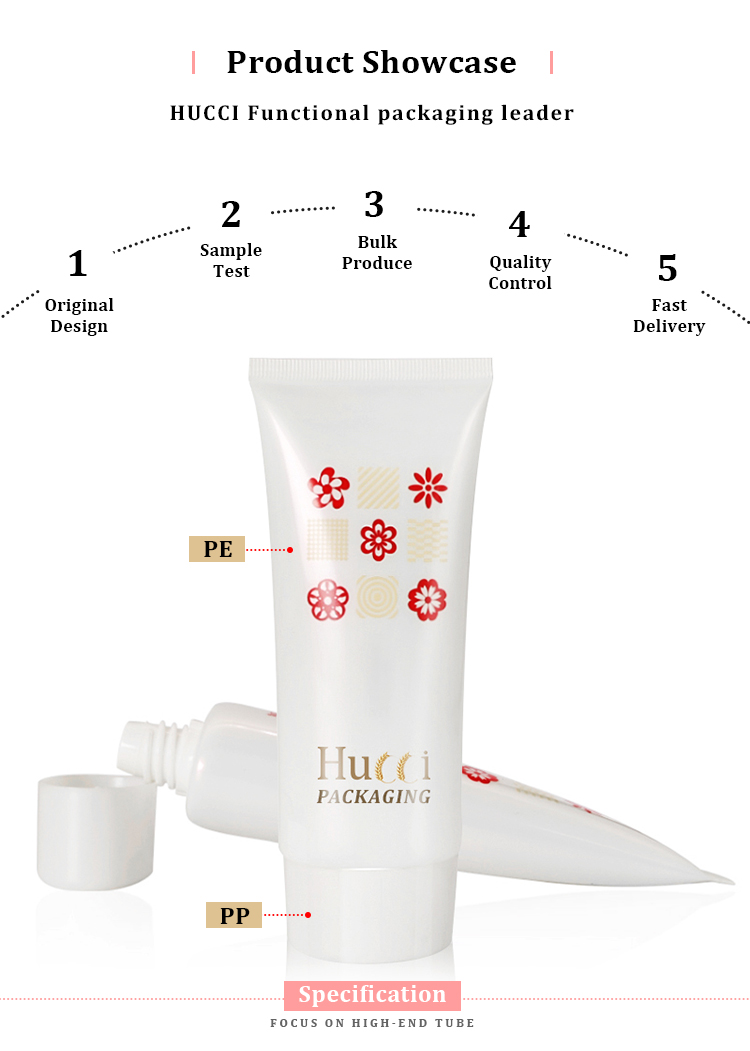 Product Showcase
HUCCI Functional packaging leader
1
Original
Design
2
Sample
Test
3
Bulk
Produce
4
Quality
Control
5
Fast
Delivery
PE
Hucci
PACKAGING
PP
Specification
FOCUS ON HIGH-END TUBE